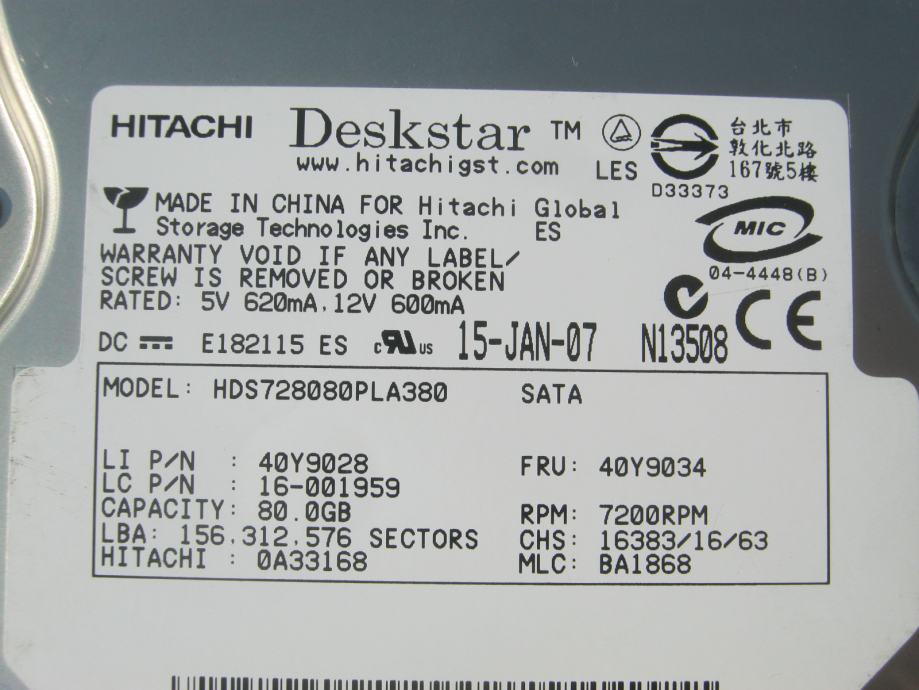 HITACHI Deskstar ™
www.hitachigst.com
LES
D33373
台北市
敦化北路
167號5樓
MADE IN CHINA FOR Hitachi Global
Storage Technologies Inc. ES
MIC
04-4448(B)
WARRANTY VOID IF ANY LABEL/
SCREW IS REMOVED OR BROKEN
RATED: 5V 620mA, 12V 600mA
DC E182115 ES c RU US 15-JAN-07 N13508 CE
MODEL: HDS728080PLA380 SATA
LI P/N : 40Y9028 FRU: 40Y9034
LC P/N : 16-001959
CAPACITY: 80.0GB RPM: 7200RPM
LBA: 156,312,576 SECTORS CHS: 16383/16/63
HITACHI : 0A33168 MLC: BA1868